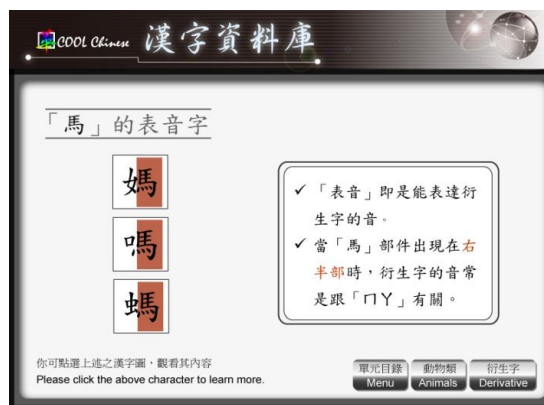 COOL Chinese 漢字資料庫
「馬」的表音字
媽
嗎
螞
✓ 「表音」即是能表達衍
生字的音。
✓ 當「馬」部件出現在右
半部時，衍生字的音常
是跟「ㄇㄚ」有關。
你可點選上述之漢字圖，觀看其內容
Please click the above character to learn more.
單元目錄 動物類 衍生字
Menu Animals Derivative